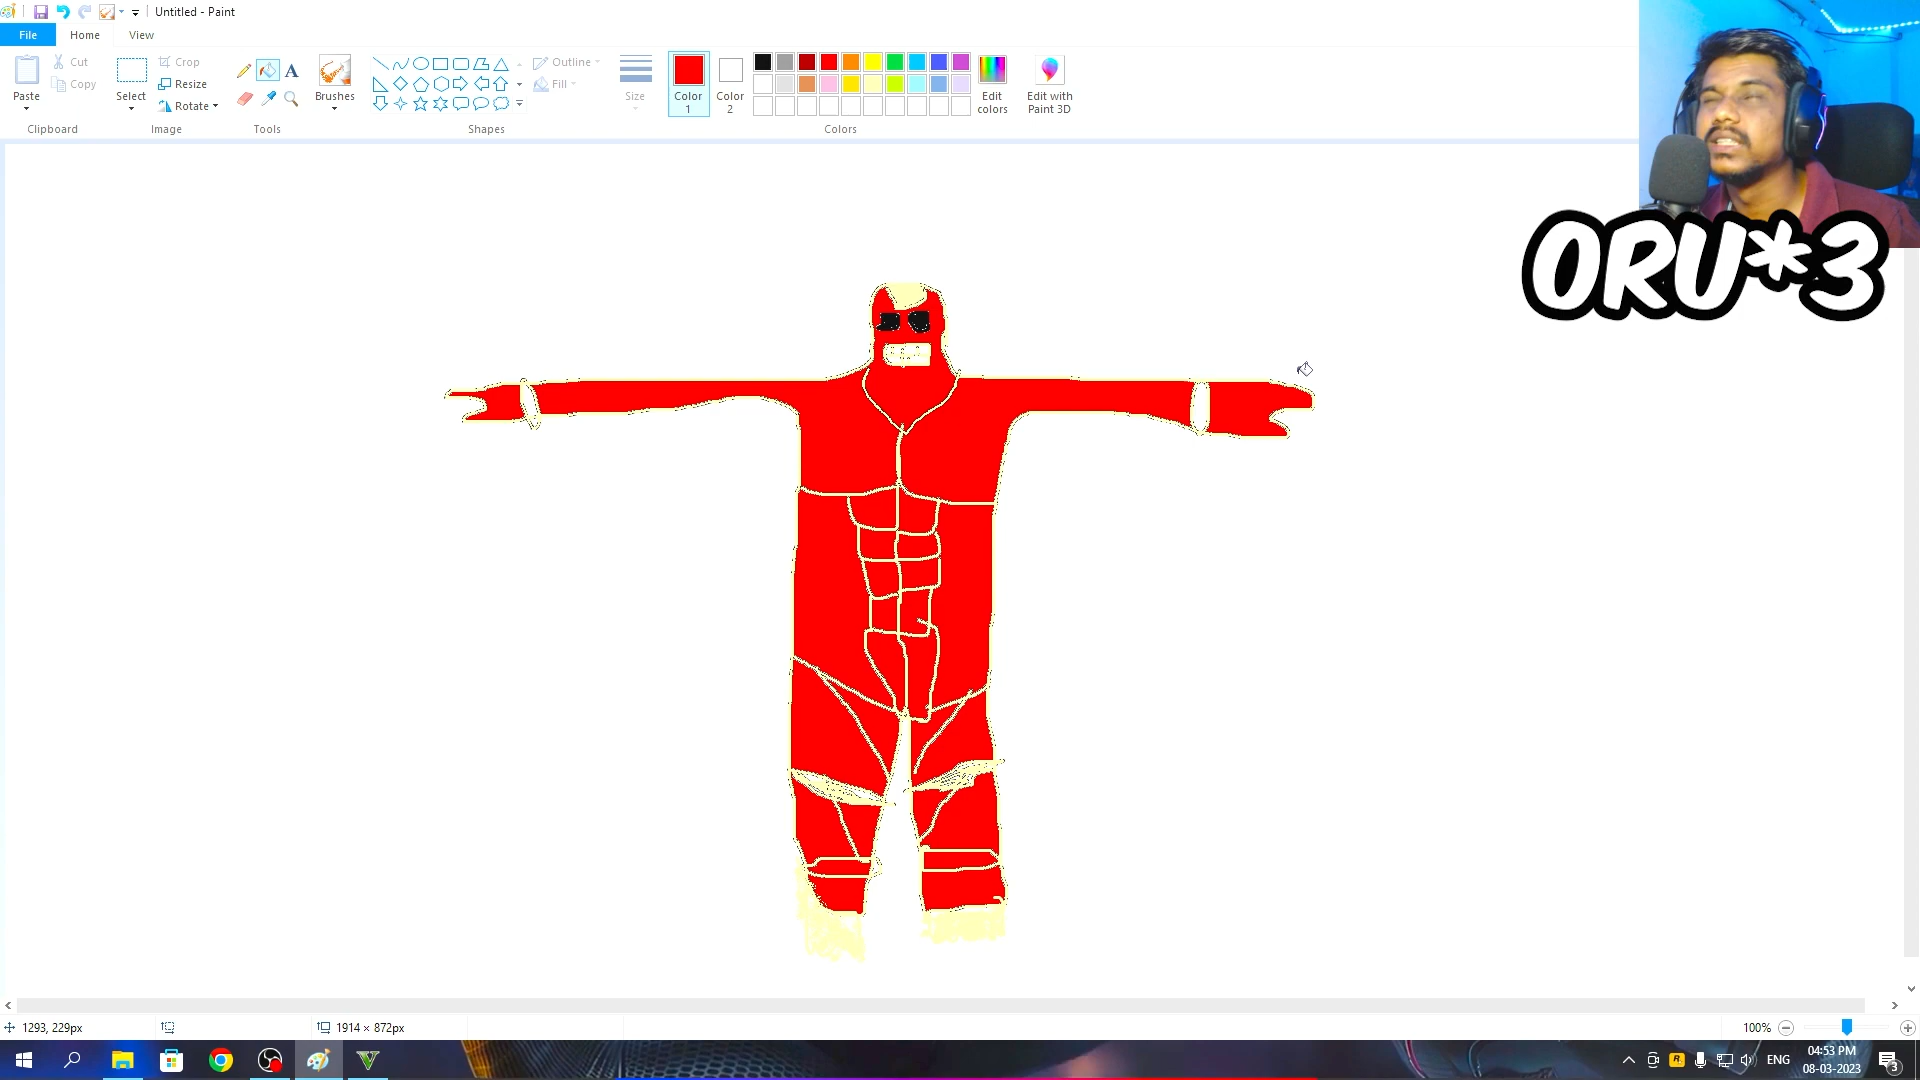 Untitled - Paint
File Home View
Paste Cut Copy
Select Crop Resize Rotate
A
Brushes
Outline Fill
Size
Color 1
Color 2
Edit colors
Edit with Paint 3D
Clipboard Image Tools Shapes Colors
ORU*3
1293, 229px 1914 × 872px 100%
ENG 04:53 PM
08-03-2023
3